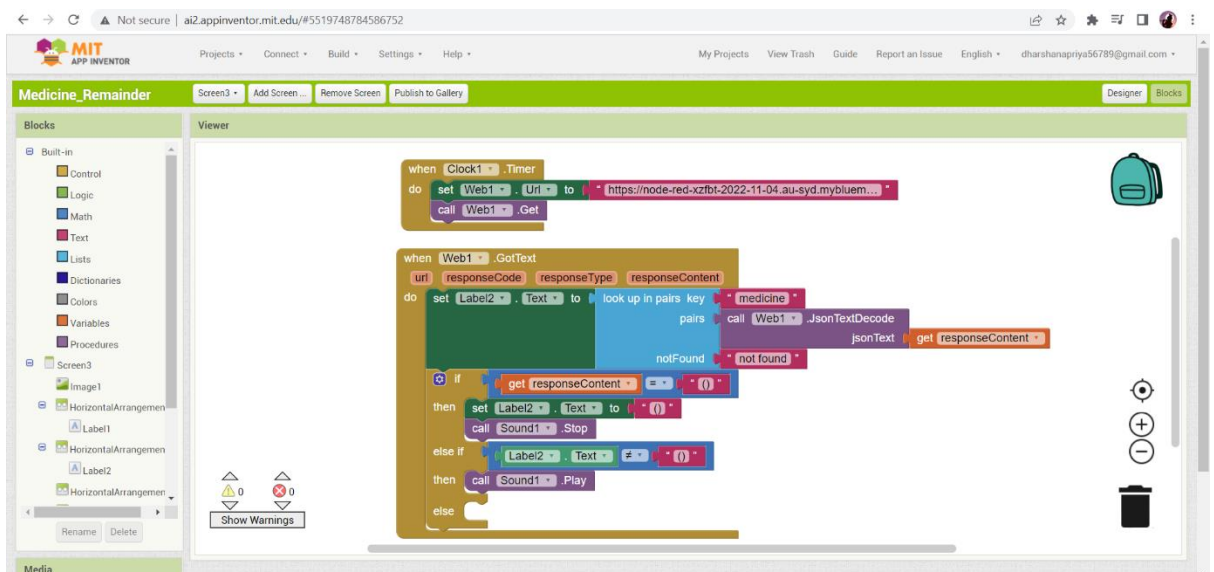 Not secure | ai2.appinventor.mit.edu/#5519748784586752
MIT APP INVENTOR
Projects Connect Build Settings Help My Projects View Trash Guide Report an Issue English dharshanapriya56789@gmail.com
Medicine_Remainder Screen3 Add Screen ... Remove Screen Publish to Gallery Designer Blocks
Blocks
Built-in
Control
Logic
Math
Text
Lists
Dictionaries
Colors
Variables
Procedures
Screen3
Image1
HorizontalArrangemen
Label1
HorizontalArrangemen
Label2
HorizontalArrangemen
Rename Delete
Media
Viewer
when Clock1 .Timer
do set Web1 . Url to " https://node-red-xzfbt-2022-11-04.au-syd.mybluem... "
call Web1 .Get
when Web1 .GotText
url responseCode responseType responseContent
do set Label2 . Text to look up in pairs key " medicine "
pairs call Web1 .JsonTextDecode
jsonText get responseContent
notFound " not found "
if get responseContent = " () "
then set Label2 . Text to " () "
call Sound1 .Stop
else if Label2 . Text ≠ " () "
then call Sound1 .Play
else
0 0
Show Warnings